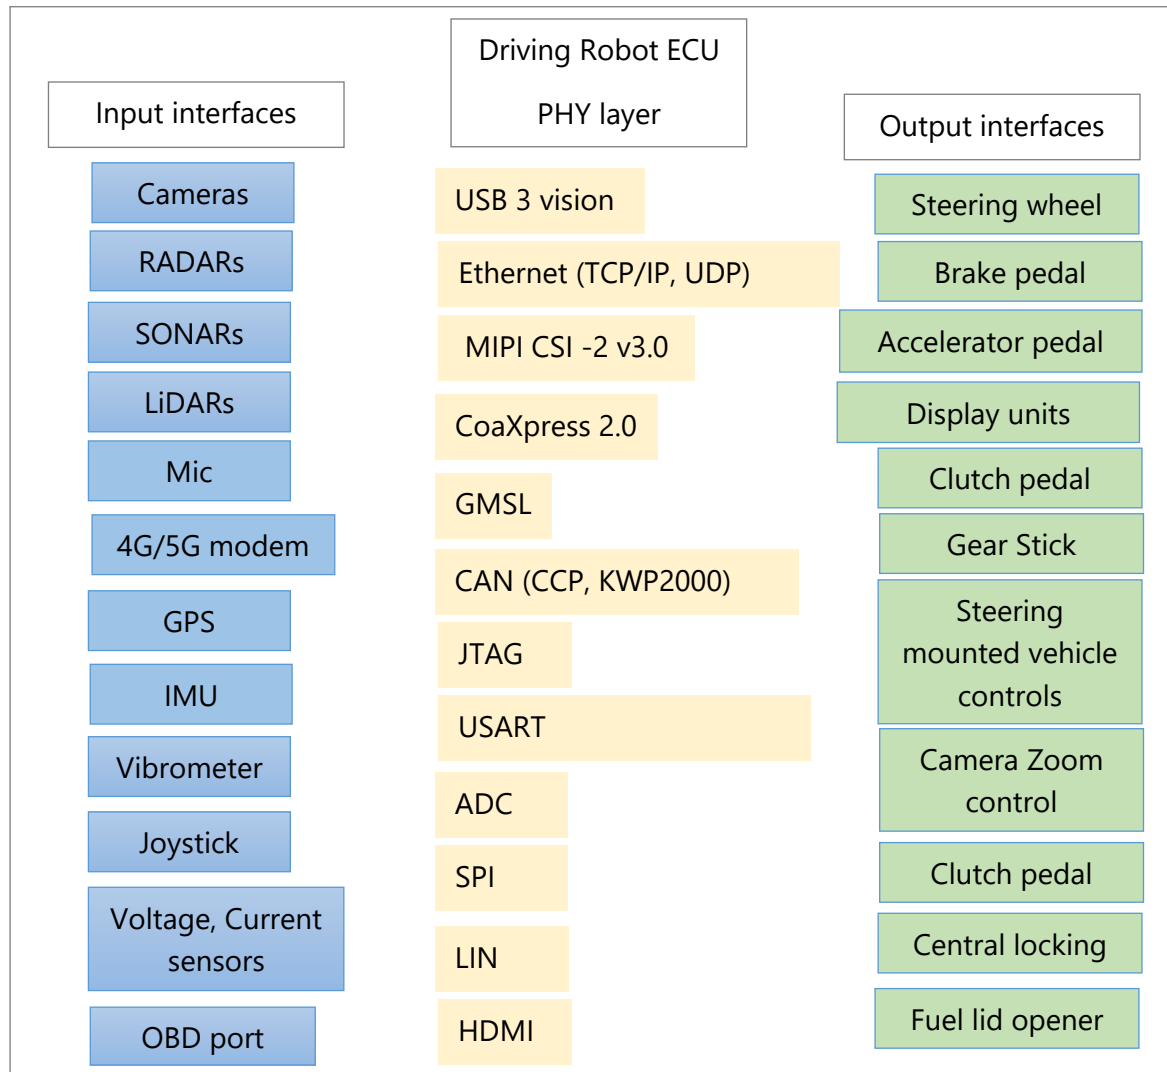 Input interfaces
Cameras
RADARs
SONARs
LiDARs
Mic
4G/5G modem
GPS
IMU
Vibrometer
Joystick
Voltage, Current
sensors
OBD port
Driving Robot ECU
PHY layer
USB 3 vision
Ethernet (TCP/IP, UDP)
MIPI CSI -2 v3.0
CoaXpress 2.0
GMSL
CAN (CCP, KWP2000)
JTAG
USART
ADC
SPI
LIN
HDMI
Output interfaces
Steering wheel
Brake pedal
Accelerator pedal
Display units
Clutch pedal
Gear Stick
Steering
mounted vehicle
controls
Camera Zoom
control
Clutch pedal
Central locking
Fuel lid opener